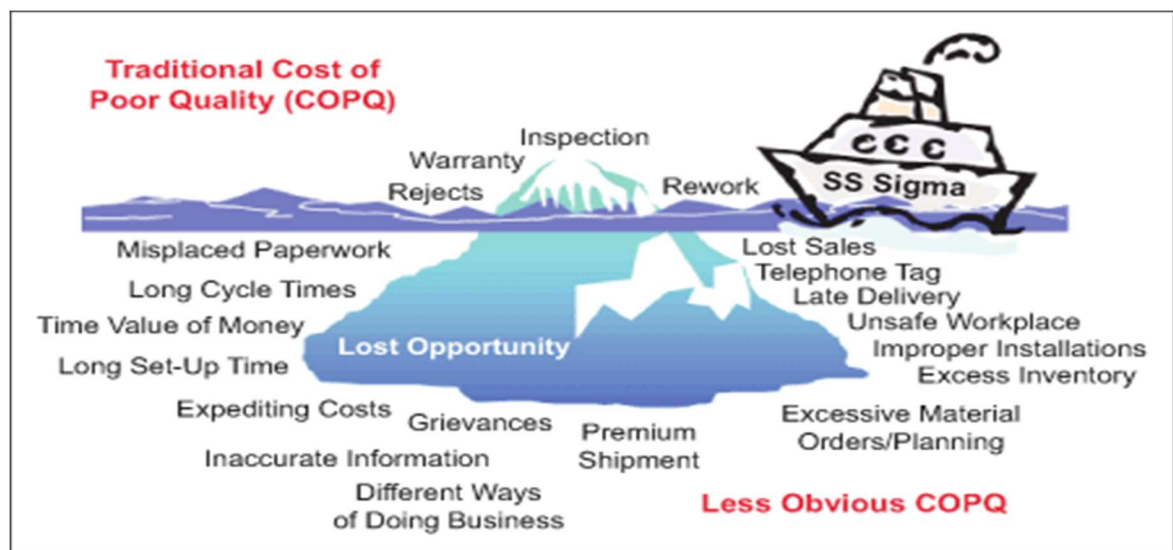 Traditional Cost of
Poor Quality (COPQ)
Inspection
Warranty
Rejects
Rework
SS Sigma
Misplaced Paperwork
Lost Sales
Telephone Tag
Long Cycle Times
Late Delivery
Time Value of Money
Unsafe Workplace
Lost Opportunity
Improper Installations
Long Set-Up Time
Excess Inventory
Expediting Costs
Grievances
Premium
Shipment
Excessive Material
Orders/Planning
Inaccurate Information
Different Ways
of Doing Business
Less Obvious COPQ